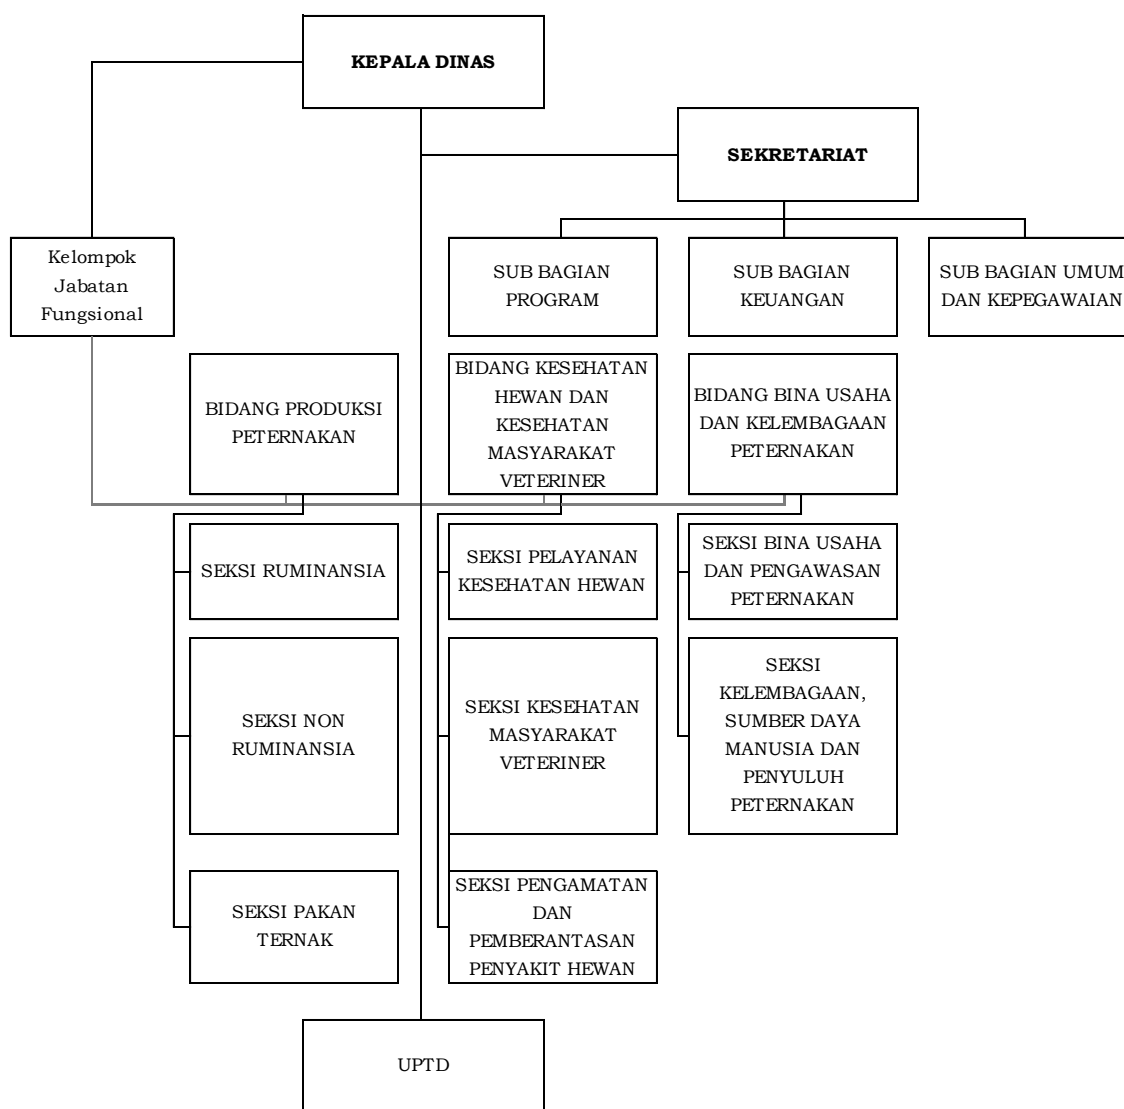 KEPALA DINAS
SEKRETARIAT
Kelompok
Jabatan
Fungsional
SUB BAGIAN
PROGRAM
SUB BAGIAN
KEUANGAN
SUB BAGIAN UMUM
DAN KEPEGAWAIAN
BIDANG PRODUKSI
PETERNAKAN
BIDANG KESEHATAN
HEWAN DAN
KESEHATAN
MASYARAKAT
VETERINER
BIDANG BINA USAHA
DAN KELEMBAGAAN
PETERNAKAN
SEKSI RUMINANSIA
SEKSI PELAYANAN
KESEHATAN HEWAN
SEKSI BINA USAHA
DAN PENGAWASAN
PETERNAKAN
SEKSI NON
RUMINANSIA
SEKSI KESEHATAN
MASYARAKAT
VETERINER
SEKSI
KELEMBAGAAN,
SUMBER DAYA
MANUSIA DAN
PENYULUH
PETERNAKAN
SEKSI PAKAN
TERNAK
SEKSI PENGAMATAN
DAN
PEMBERANTASAN
PENYAKIT HEWAN
UPTD